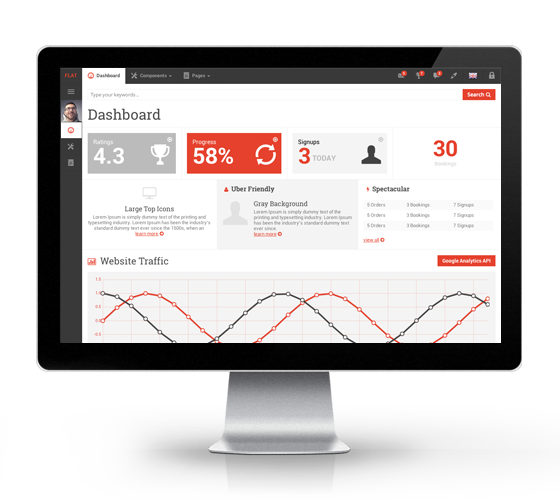 FLAT
Dashboard
Components
Pages
Type your keywords...
Search
Dashboard
Ratings
4.3
Progress
58%
Signups
3 TODAY
30
Bookings
Large Top Icons
Lorem Ipsum is simply dummy text of the printing and
typesetting industry. Lorem Ipsum has been the industry's
standard dummy text ever since the 1500s, when an
learn more
Uber Friendly
Gray Background
Lorem Ipsum is simply dummy
text of the printing and
typesetting industry. Lorem
Ipsum has been the industry's
standard dummy text ever
since.
learn more
Spectacular
5 Orders 3 Bookings 7 Signups
5 Orders 3 Bookings 7 Signups
5 Orders 3 Bookings 7 Signups
view all
Website Traffic
Google Analytics API
1.5
1.0
0.5
0.0
-0.5